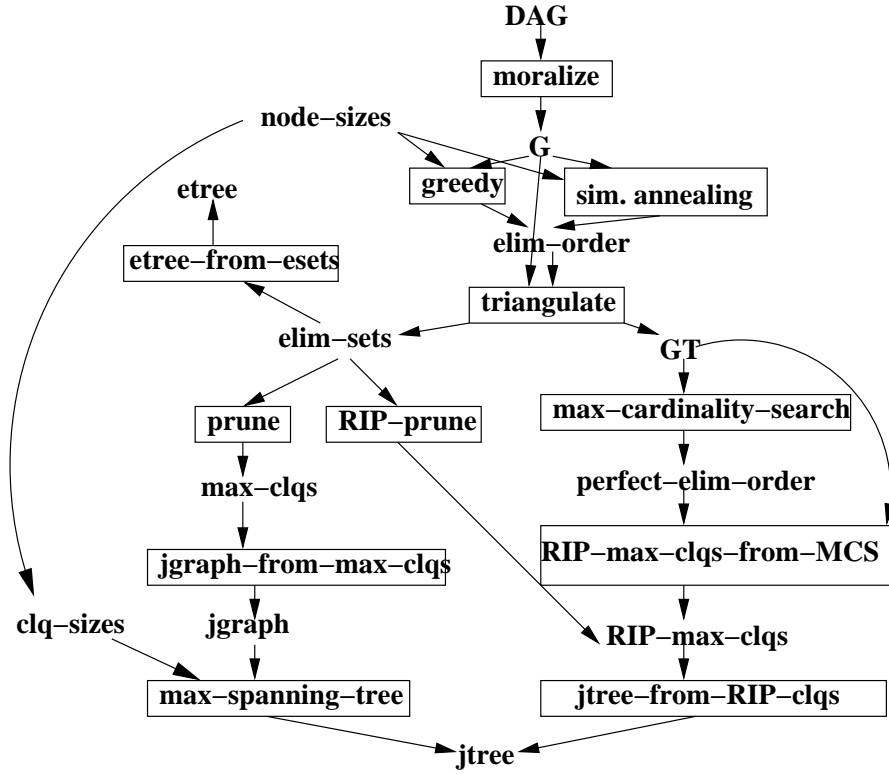 DAG
moralize
node−sizes
G
greedy
sim. annealing
etree
elim−order
etree−from−esets
triangulate
elim−sets
GT
prune
RIP−prune
max−cardinality−search
max−clqs
perfect−elim−order
jgraph−from−max−clqs
RIP−max−clqs−from−MCS
clq−sizes
jgraph
RIP−max−clqs
max−spanning−tree
jtree−from−RIP−clqs
jtree